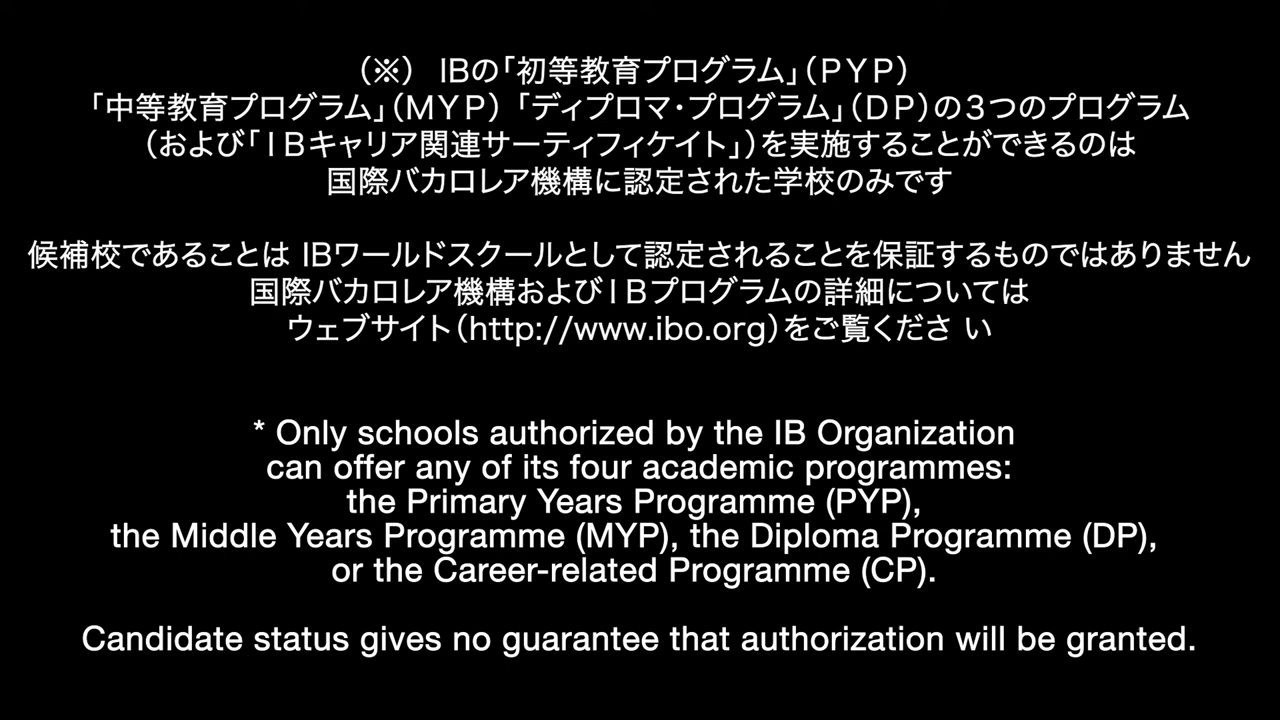 （※） IBの「初等教育プログラム」（ＰＹＰ）
「中等教育プログラム」（ＭＹＰ）「ディプロマ・プログラム」（ＤＰ）の３つのプログラム
（および「ＩＢキャリア関連サーティフィケイト」）を実施することができるのは
国際バカロレア機構に認定された学校のみです
候補校であることは IBワールドスクールとして認定されることを保証するものではありません
国際バカロレア機構およびＩＢプログラムの詳細については
ウェブサイト（http://www.ibo.org）をご覧くださ い
* Only schools authorized by the IB Organization
can offer any of its four academic programmes:
the Primary Years Programme (PYP),
the Middle Years Programme (MYP), the Diploma Programme (DP),
or the Career-related Programme (CP).
Candidate status gives no guarantee that authorization will be granted.